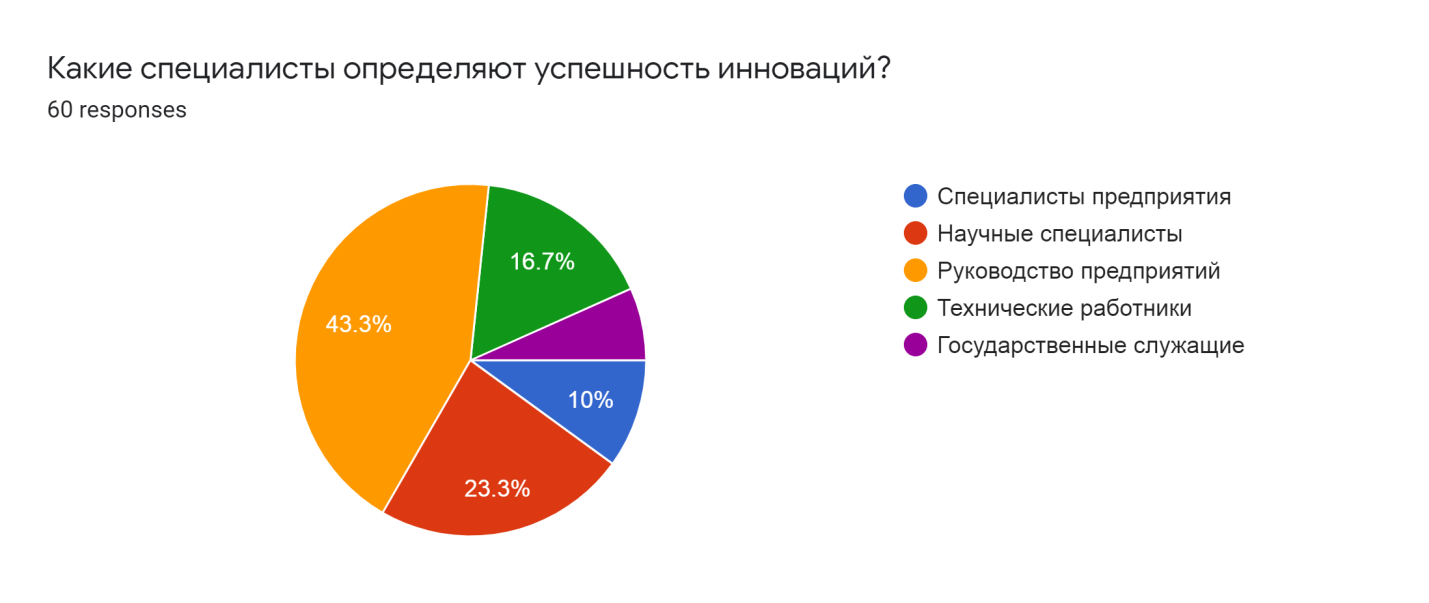 Какие специалисты определяют успешность инноваций?
60 responses
16.7%
43.3%
10%
23.3%
Специалисты предприятия
Научные специалисты
Руководство предприятий
Технические работники
Государственные служащие